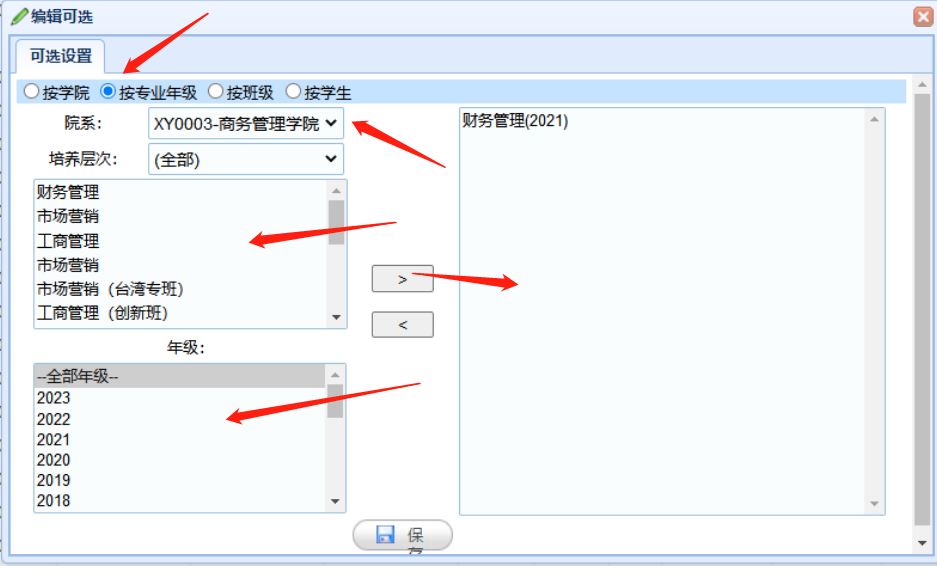 编辑可选
可选设置
按学院 按专业年级 按班级 按学生
院系: XY0003-商务管理学院
培养层次: (全部)
财务管理
市场营销
工商管理
市场营销
市场营销（台湾专班）
工商管理（创新班）
>
<
年级:
--全部年级--
2023
2022
2021
2020
2019
2018
财务管理(2021)
保存